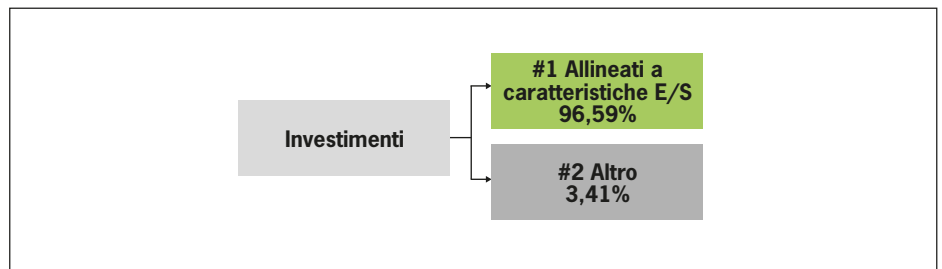 Investimenti
#1 Allineati a
caratteristiche E/S
96,59%
#2 Altro
3,41%